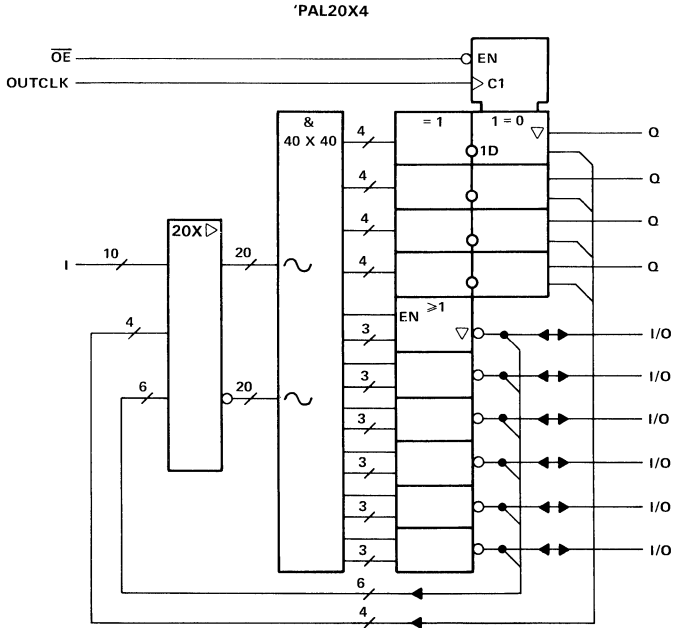 'PAL20X4
OE
EN
OUTCLK
C1
&
40 X 40
= 1
1 = 0
4
Q
1D
4
Q
4
Q
20X
4
Q
I
10
20
EN
≥1
4
3
I/O
3
I/O
6
20
3
I/O
3
I/O
3
I/O
3
I/O
6
4